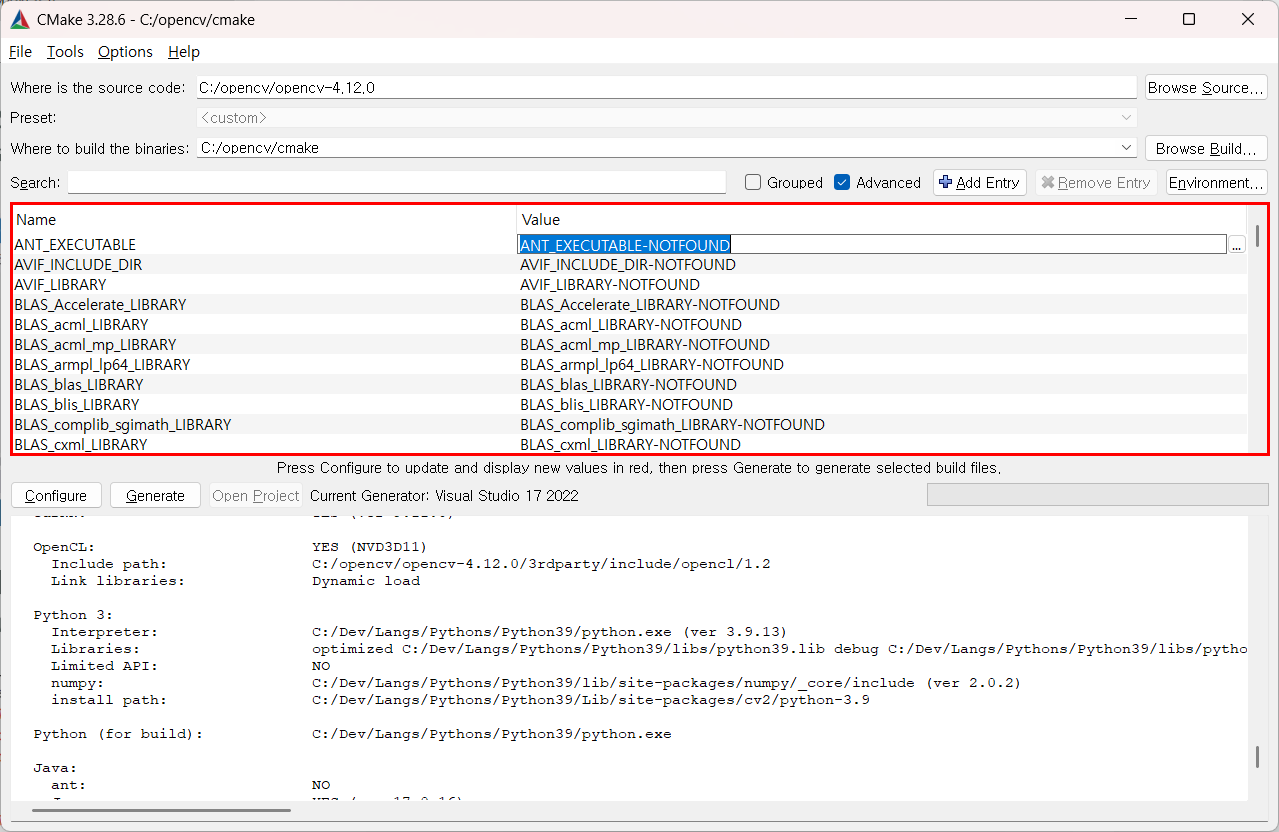 CMake 3.28.6 - C:/opencv/cmake
File Tools Options Help
Where is the source code: C:/opencv/opencv-4.12.0 Browse Source...
Preset: <custom>
Where to build the binaries: C:/opencv/cmake Browse Build...
Search: Grouped Advanced Add Entry Remove Entry Environment...
Name Value
ANT_EXECUTABLE ANT_EXECUTABLE-NOTFOUND ...
AVIF_INCLUDE_DIR AVIF_INCLUDE_DIR-NOTFOUND
AVIF_LIBRARY AVIF_LIBRARY-NOTFOUND
BLAS_Accelerate_LIBRARY BLAS_Accelerate_LIBRARY-NOTFOUND
BLAS_acml_LIBRARY BLAS_acml_LIBRARY-NOTFOUND
BLAS_acml_mp_LIBRARY BLAS_acml_mp_LIBRARY-NOTFOUND
BLAS_armpl_lp64_LIBRARY BLAS_armpl_lp64_LIBRARY-NOTFOUND
BLAS_blas_LIBRARY BLAS_blas_LIBRARY-NOTFOUND
BLAS_blis_LIBRARY BLAS_blis_LIBRARY-NOTFOUND
BLAS_complib_sgimath_LIBRARY BLAS_complib_sgimath_LIBRARY-NOTFOUND
BLAS_cxml_LIBRARY BLAS_cxml_LIBRARY-NOTFOUND
Press Configure to update and display new values in red, then press Generate to generate selected build files.
Configure Generate Open Project Current Generator: Visual Studio 17 2022
OpenCL: YES (NVD3D11)
Include path: C:/opencv/opencv-4.12.0/3rdparty/include/opencl/1.2
Link libraries: Dynamic load
Python 3:
Interpreter: C:/Dev/Langs/Pythons/Python39/python.exe (ver 3.9.13)
Libraries: optimized C:/Dev/Langs/Pythons/Python39/libs/python39.lib debug C:/Dev/Langs/Pythons/Python39/libs/pytho
Limited API: NO
numpy: C:/Dev/Langs/Pythons/Python39/lib/site-packages/numpy/_core/include (ver 2.0.2)
install path: C:/Dev/Langs/Pythons/Python39/Lib/site-packages/cv2/python-3.9
Python (for build): C:/Dev/Langs/Pythons/Python39/python.exe
Java:
ant: NO